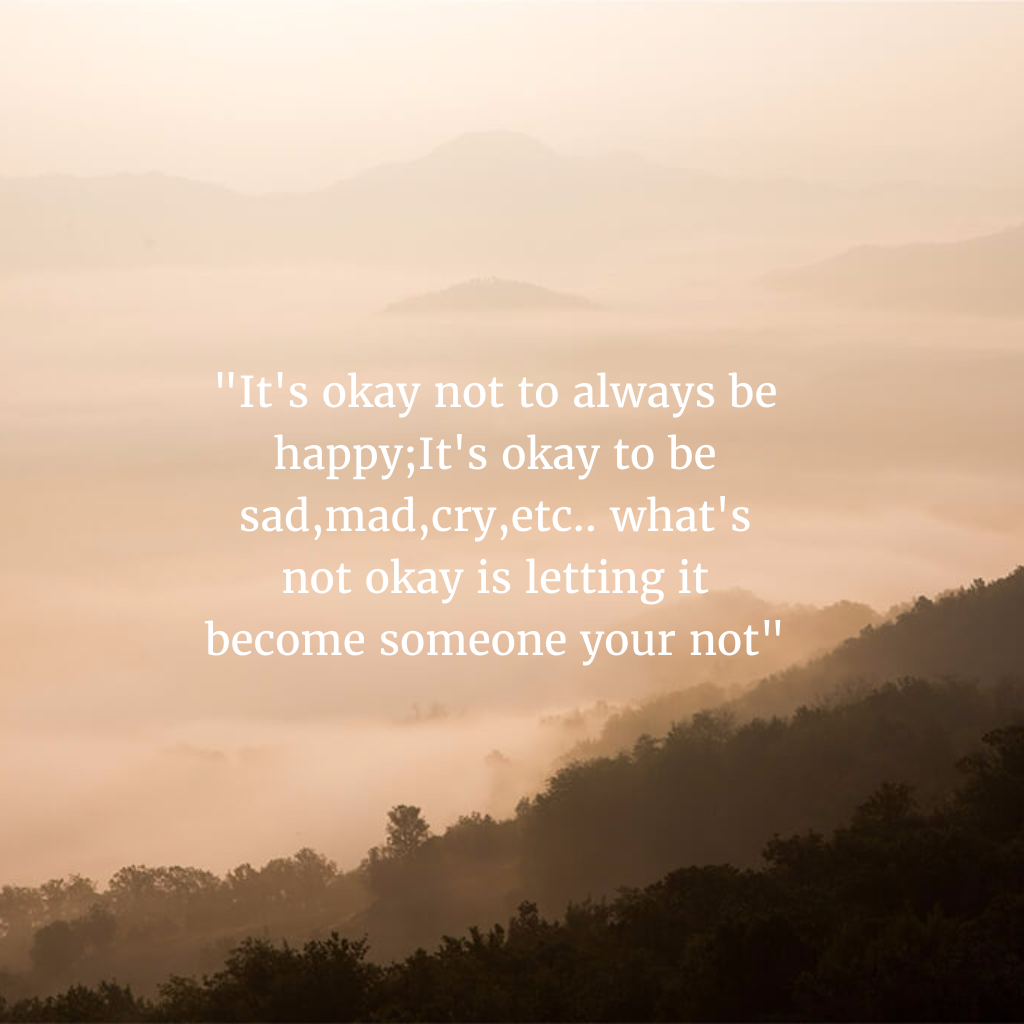 "It's okay not to always be
happy;It's okay to be
sad,mad,cry,etc.. what's
not okay is letting it
become someone your not"